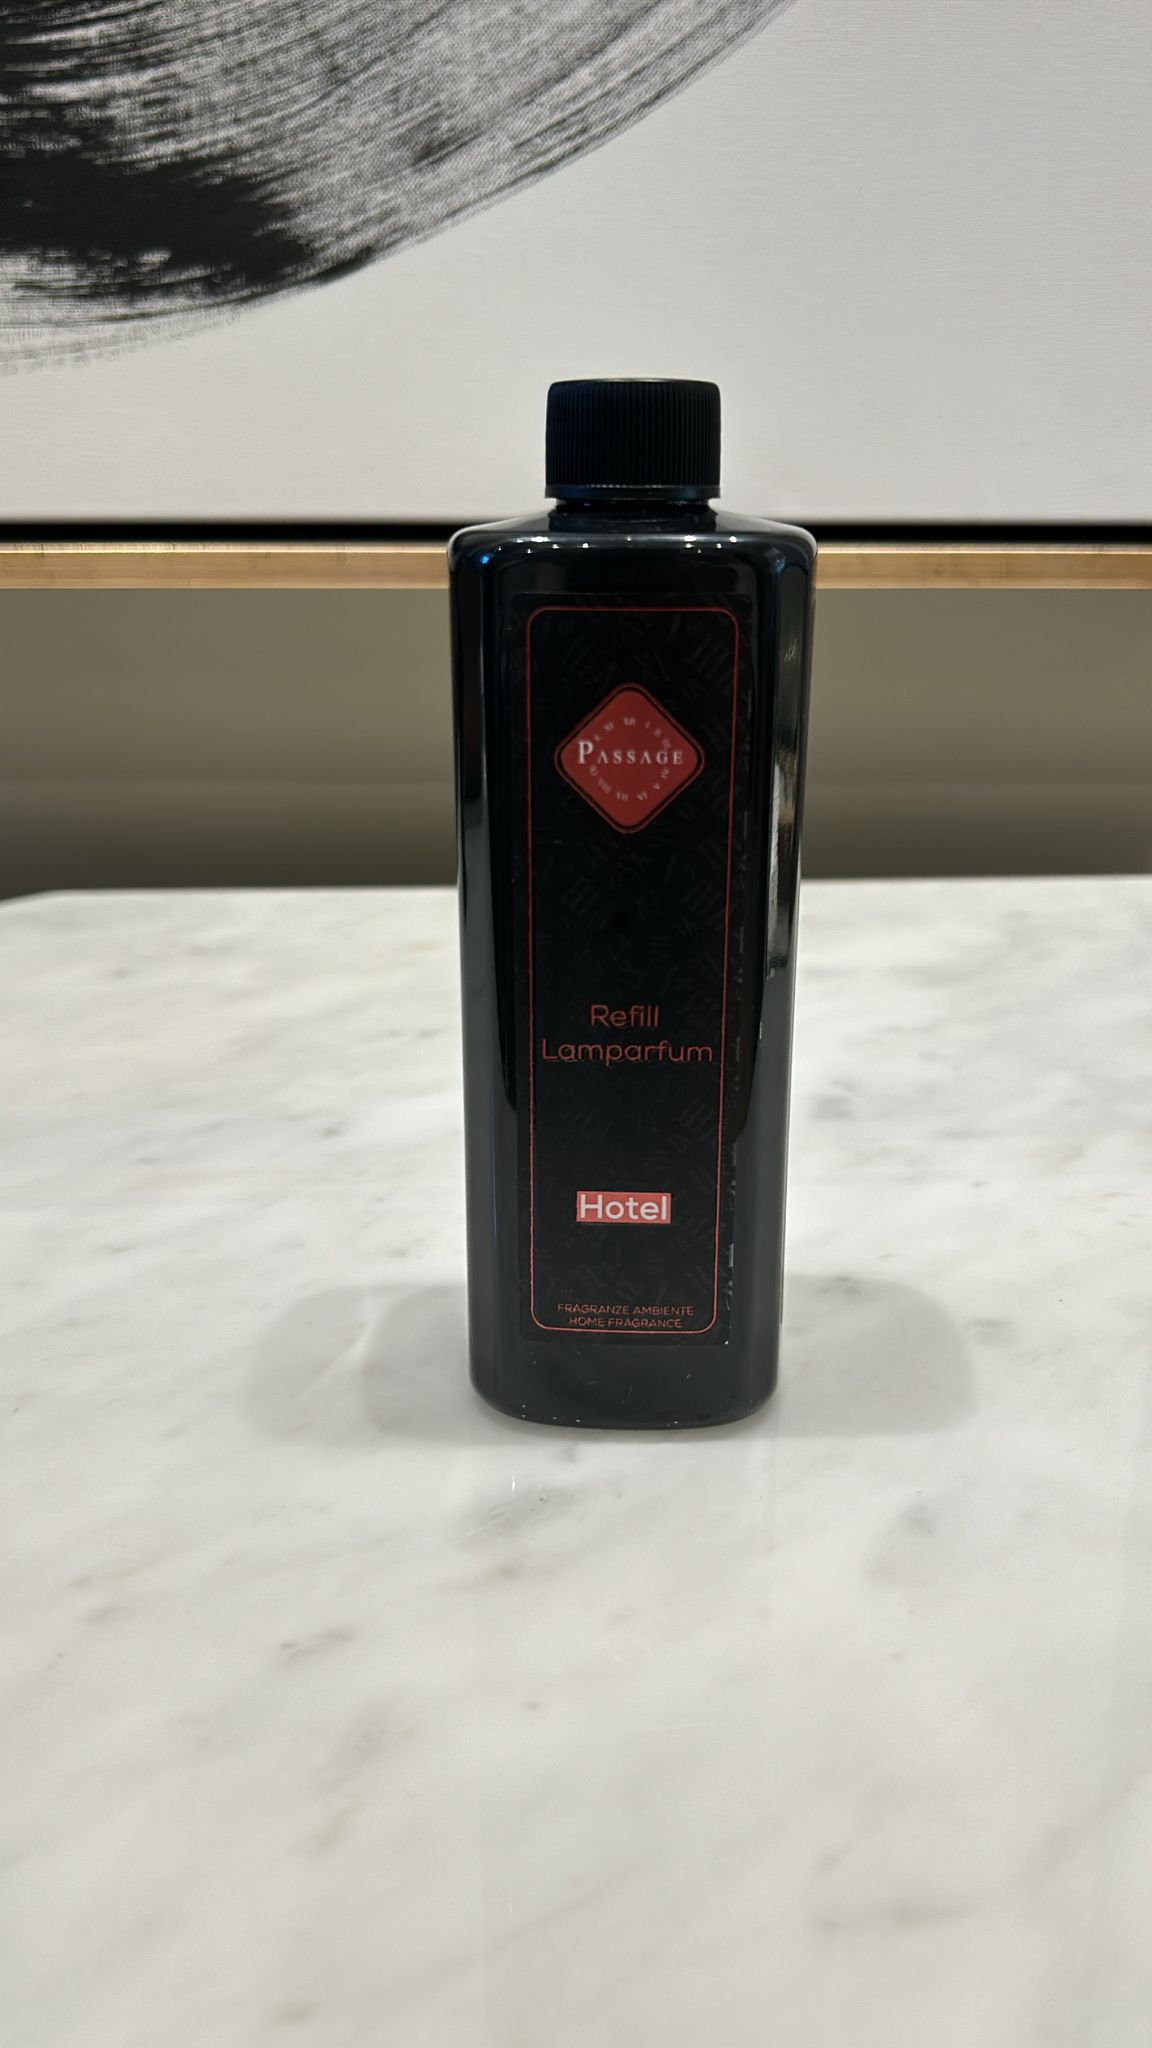 PASSAGE
Refill
Lamparfum
Hotel
FRAGRANZE AMBIENTE
HOME FRAGRANCE